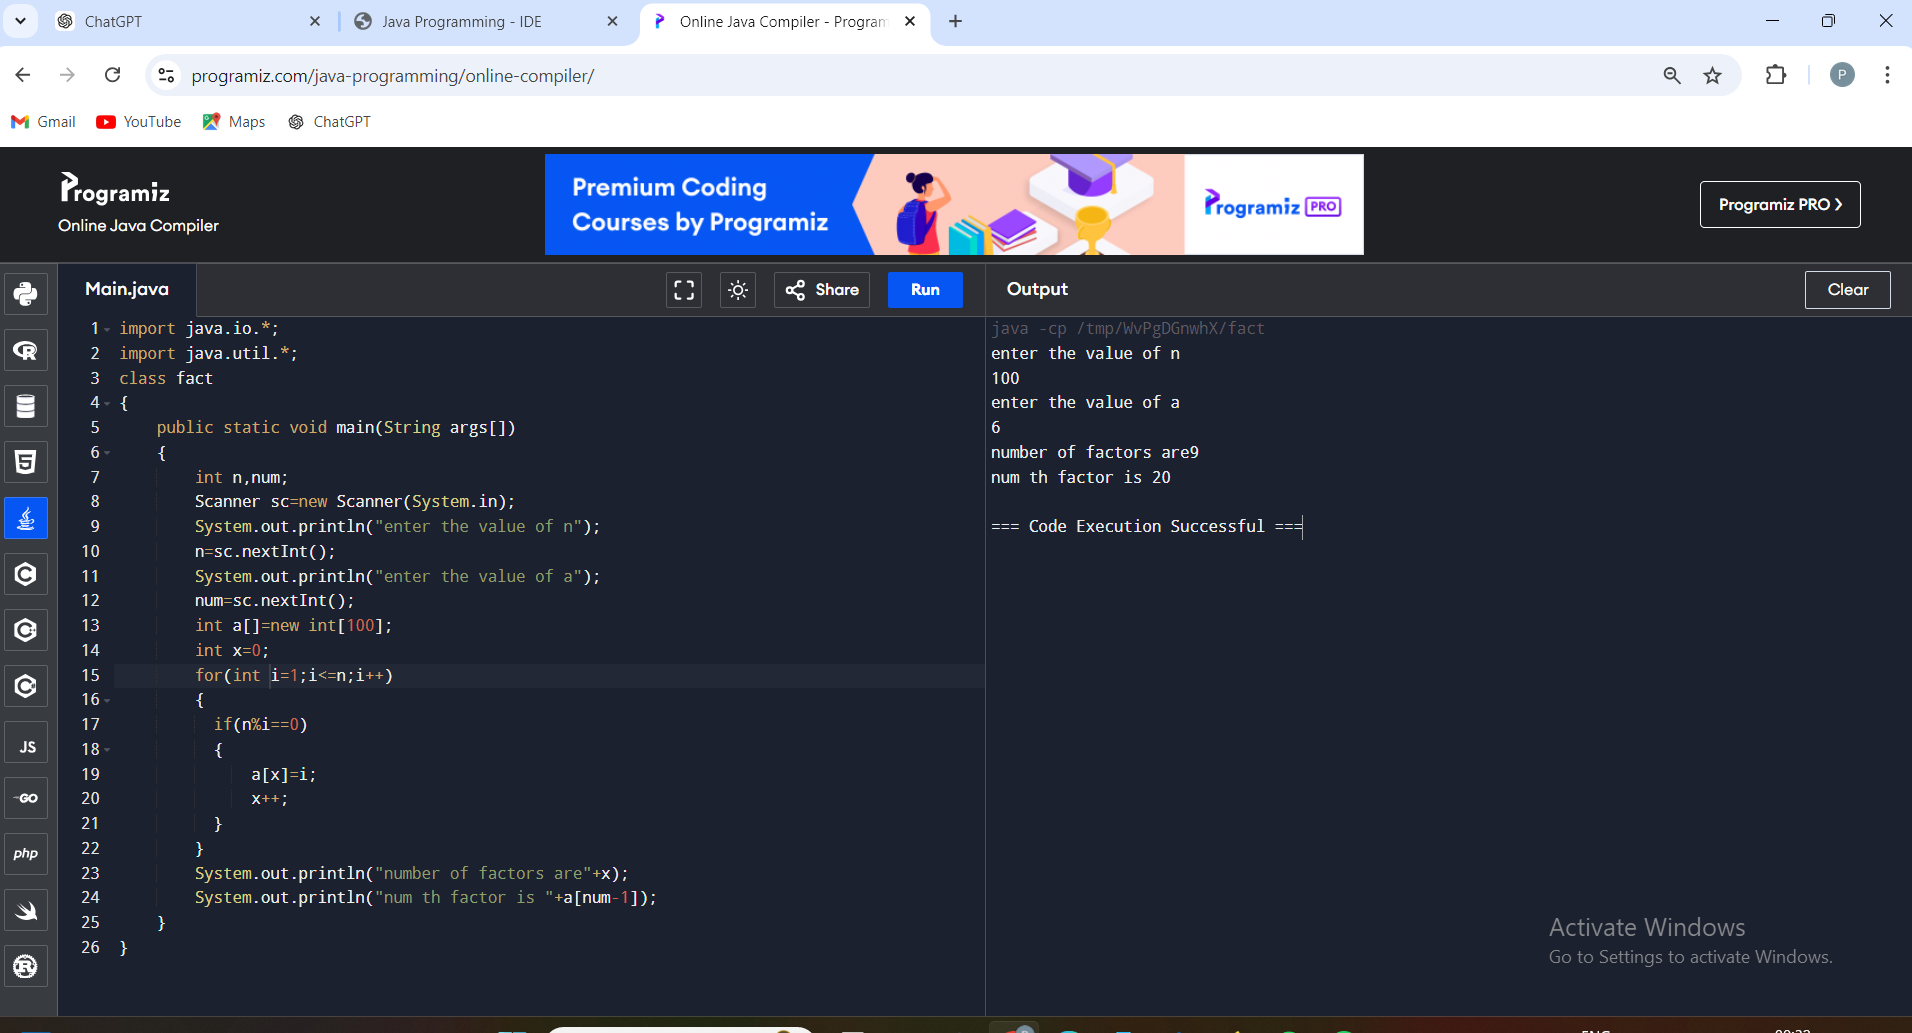 ChatGPT
Java Programming - IDE
Online Java Compiler - Program
programiz.com/java-programming/online-compiler/
P
Gmail
YouTube
Maps
ChatGPT
Programiz
Online Java Compiler
Premium Coding
Courses by Programiz
Programiz PRO
Programiz PRO
Main.java
Share
Run
Output
Clear
1 import java.io.*;
2 import java.util.*;
3 class fact
4 {
5 public static void main(String args[])
6 {
7 int n,num;
8 Scanner sc=new Scanner(System.in);
9 System.out.println("enter the value of n");
10 n=sc.nextInt();
11 System.out.println("enter the value of a");
12 num=sc.nextInt();
13 int a[]=new int[100];
14 int x=0;
15 for(int i=1;i<=n;i++)
16 {
17 if(n%i==0)
18 {
19 a[x]=i;
20 x++;
21 }
22 }
23 System.out.println("number of factors are"+x);
24 System.out.println("num th factor is "+a[num-1]);
25 }
26 }
java -cp /tmp/WvPgDGnwhX/fact
enter the value of n
100
enter the value of a
6
number of factors are9
num th factor is 20
=== Code Execution Successful ===
JS
GO
php
Activate Windows
Go to Settings to activate Windows.